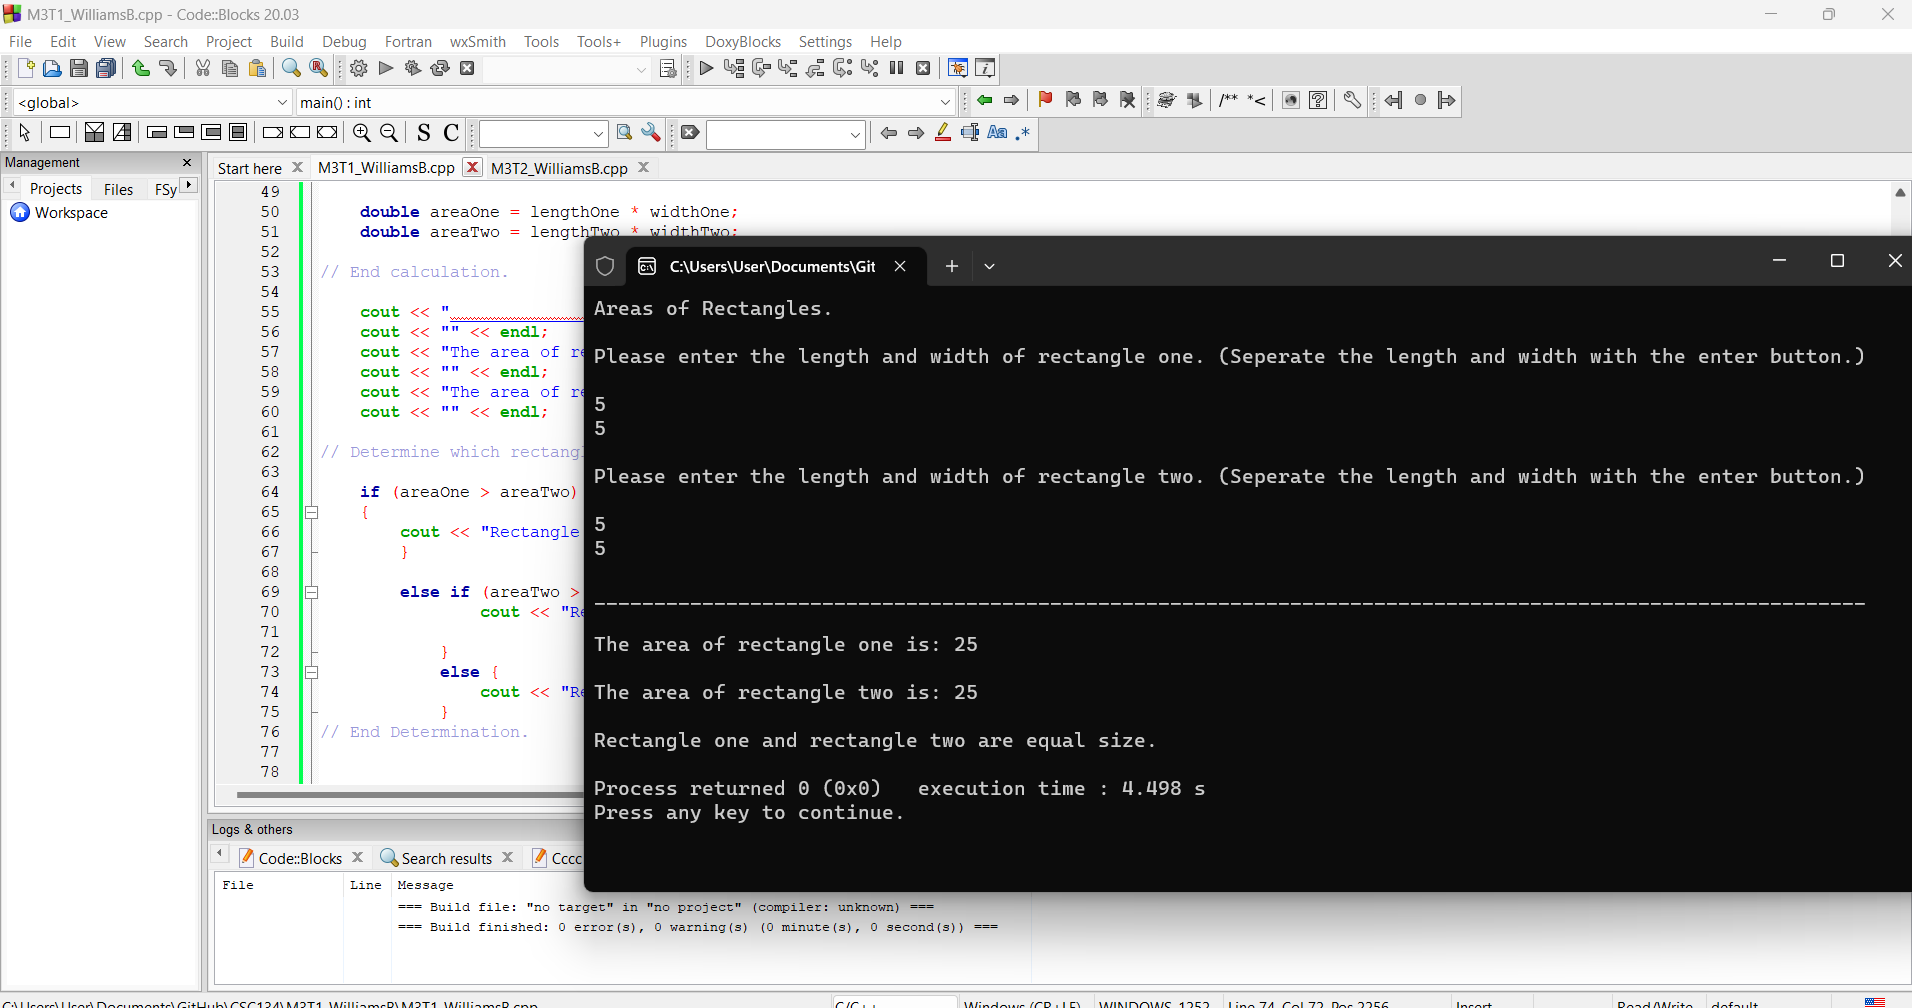 M3T1_WilliamsB.cpp - Code::Blocks 20.03
File Edit View Search Project Build Debug Fortran wxSmith Tools Tools+ Plugins DoxyBlocks Settings Help
<global> main() : int
/** *<
S C Aa .*
Management
Projects Files FSy
Workspace
Start here M3T1_WilliamsB.cpp M3T2_WilliamsB.cpp
49
50 double areaOne = lengthOne * widthOne;
51 double areaTwo = lengthTwo * widthTwo;
52
53 // End calculation.
54
55 cout << "
56 cout << "" << endl;
57 cout << "The area of re
58 cout << "" << endl;
59 cout << "The area of re
60 cout << "" << endl;
61
62 // Determine which rectangl
63
64 if (areaOne > areaTwo)
65 {
66 cout << "Rectangle
67 }
68
69 else if (areaTwo >
70 cout << "Re
71
72 }
73 else {
74 cout << "Re
75 }
76 // End Determination.
77
78
C:\Users\User\Documents\Git
Areas of Rectangles.
Please enter the length and width of rectangle one. (Seperate the length and width with the enter button.)
5
5
Please enter the length and width of rectangle two. (Seperate the length and width with the enter button.)
5
5
The area of rectangle one is: 25
The area of rectangle two is: 25
Rectangle one and rectangle two are equal size.
Process returned 0 (0x0) execution time : 4.498 s
Press any key to continue.
Logs & others
Code::Blocks Search results Cccc
File Line Message
=== Build file: "no target" in "no project" (compiler: unknown) ===
=== Build finished: 0 error(s), 0 warning(s) (0 minute(s), 0 second(s)) ===
C:\Users\User\Documents\GitHub\CSC134\M3T1_WilliamsB\M3T1_WilliamsB.cpp C/C++ Windows (CR+LF) WINDOWS-1252 Line 74, Col 72, Pos 2256 Insert Read/Write default